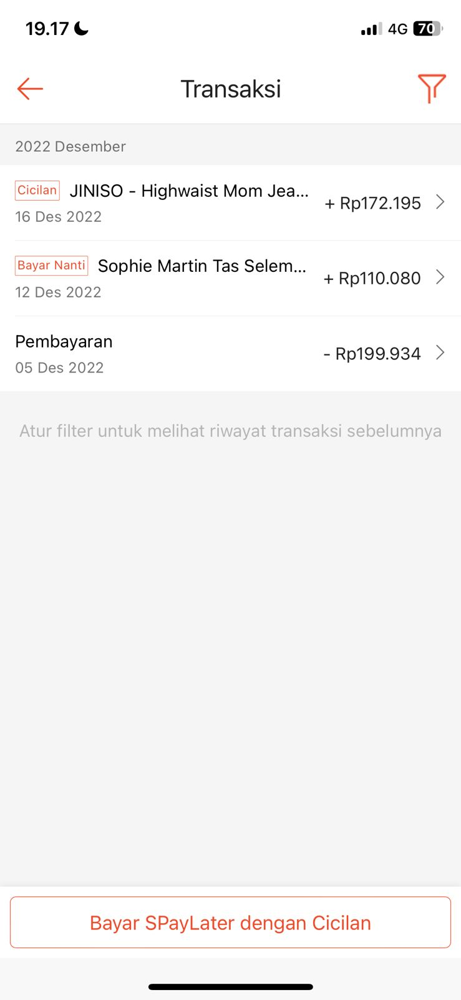 19.17
4G 70
Transaksi
2022 Desember
Cicilan JINISO - Highwaist Mom Jea...
+ Rp172.195
16 Des 2022
Bayar Nanti Sophie Martin Tas Selem...
+ Rp110.080
12 Des 2022
Pembayaran
- Rp199.934
05 Des 2022
Atur filter untuk melihat riwayat transaksi sebelumnya
Bayar SPayLater dengan Cicilan